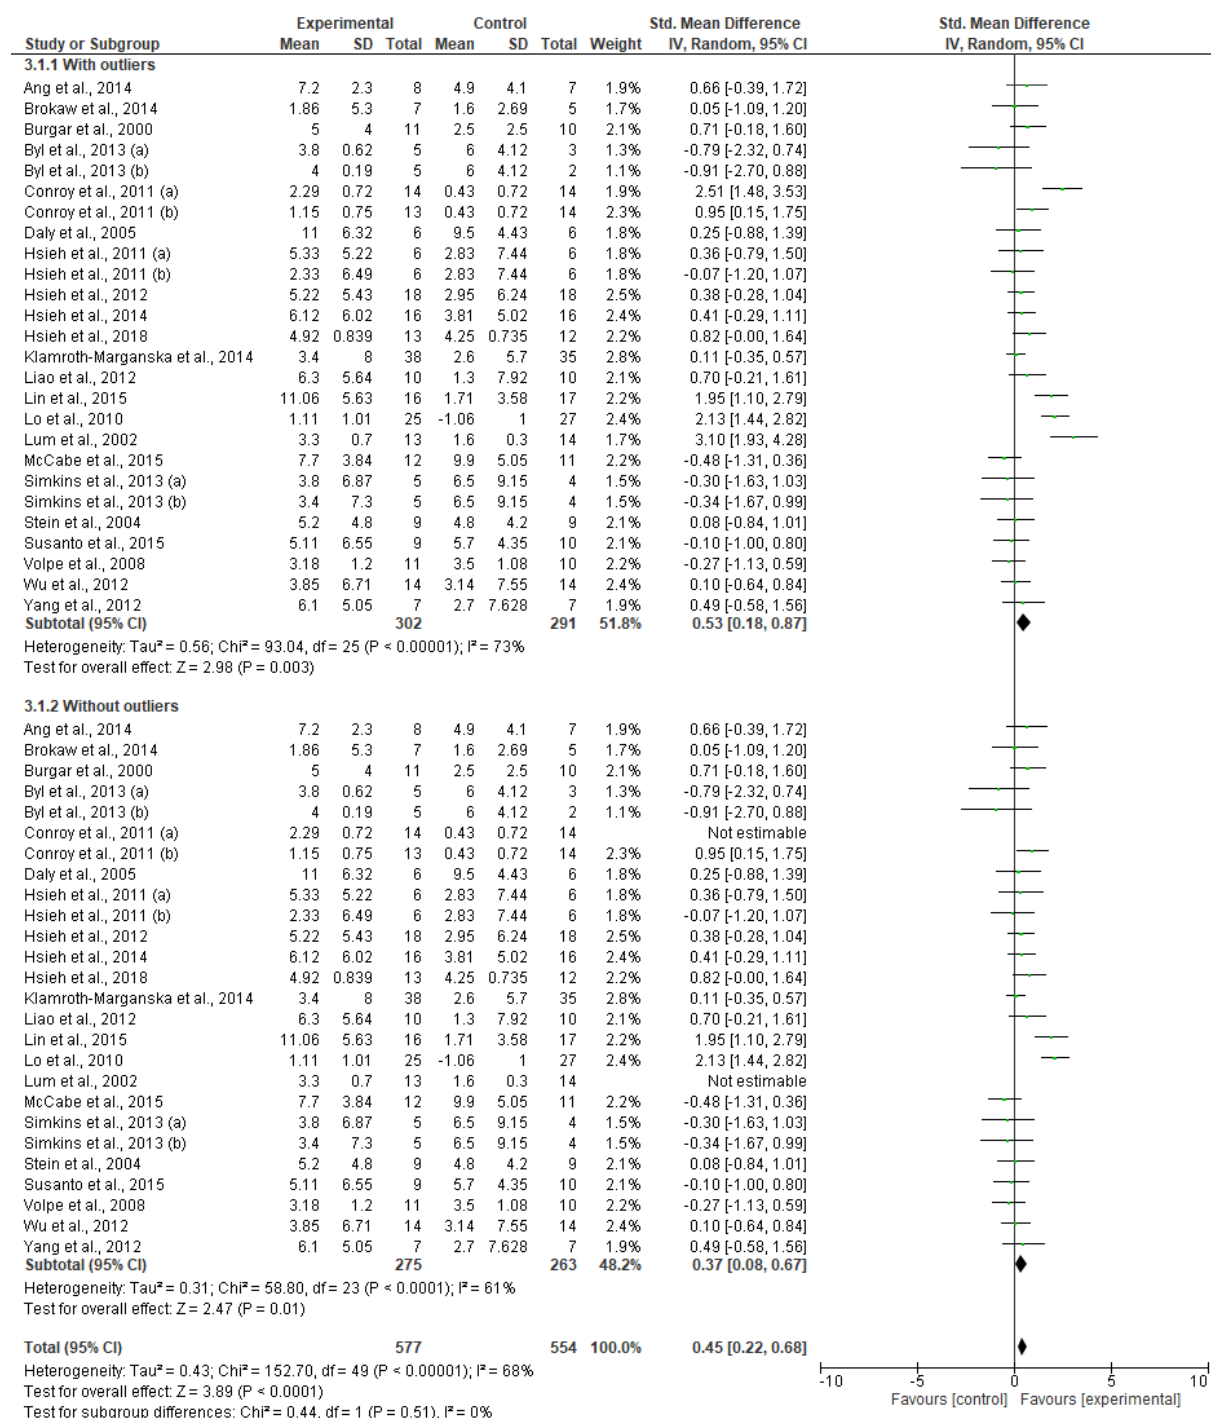 Experimental Control Std. Mean Difference Std. Mean Difference
Study or Subgroup Mean SD Total Mean SD Total Weight IV, Random, 95% CI IV, Random, 95% CI
3.1.1 With outliers
Ang et al., 2014 7.2 2.3 8 4.9 4.1 7 1.9% 0.66 [-0.39, 1.72]
Brokaw et al., 2014 1.86 5.3 7 1.6 2.69 5 1.7% 0.05 [-1.09, 1.20]
Burgar et al., 2000 5 4 11 2.5 2.5 10 2.1% 0.71 [-0.18, 1.60]
Byl et al., 2013 (a) 3.8 0.62 5 6 4.12 3 1.3% -0.79 [-2.32, 0.74]
Byl et al., 2013 (b) 4 0.19 5 6 4.12 2 1.1% -0.91 [-2.70, 0.88]
Conroy et al., 2011 (a) 2.29 0.72 14 0.43 0.72 14 1.9% 2.51 [1.48, 3.53]
Conroy et al., 2011 (b) 1.15 0.75 13 0.43 0.72 14 2.3% 0.95 [0.15, 1.75]
Daly et al., 2005 11 6.32 6 9.5 4.43 6 1.8% 0.25 [-0.88, 1.39]
Hsieh et al., 2011 (a) 5.33 5.22 6 2.83 7.44 6 1.8% 0.36 [-0.79, 1.50]
Hsieh et al., 2011 (b) 2.33 6.49 6 2.83 7.44 6 1.8% -0.07 [-1.20, 1.07]
Hsieh et al., 2012 5.22 5.43 18 2.95 6.24 18 2.5% 0.38 [-0.28, 1.04]
Hsieh et al., 2014 6.12 6.02 16 3.81 5.02 16 2.4% 0.41 [-0.29, 1.11]
Hsieh et al., 2018 4.92 0.839 13 4.25 0.735 12 2.2% 0.82 [-0.00, 1.64]
Klamroth-Marganska et al., 2014 3.4 8 38 2.6 5.7 35 2.8% 0.11 [-0.35, 0.57]
Liao et al., 2012 6.3 5.64 10 1.3 7.92 10 2.1% 0.70 [-0.21, 1.61]
Lin et al., 2015 11.06 5.63 16 1.71 3.58 17 2.2% 1.95 [1.10, 2.79]
Lo et al., 2010 1.11 1.01 25 -1.06 1 27 2.4% 2.13 [1.44, 2.82]
Lum et al., 2002 3.3 0.7 13 1.6 0.3 14 1.7% 3.10 [1.93, 4.28]
McCabe et al., 2015 7.7 3.84 12 9.9 5.05 11 2.2% -0.48 [-1.31, 0.36]
Simkins et al., 2013 (a) 3.8 6.87 5 6.5 9.15 4 1.5% -0.30 [-1.63, 1.03]
Simkins et al., 2013 (b) 3.4 7.3 5 6.5 9.15 4 1.5% -0.34 [-1.67, 0.99]
Stein et al., 2004 5.2 4.8 9 4.8 4.2 9 2.1% 0.08 [-0.84, 1.01]
Susanto et al., 2015 5.11 6.55 9 5.7 4.35 10 2.1% -0.10 [-1.00, 0.80]
Volpe et al., 2008 3.18 1.2 11 3.5 1.08 10 2.2% -0.27 [-1.13, 0.59]
Wu et al., 2012 3.85 6.71 14 3.14 7.55 14 2.4% 0.10 [-0.64, 0.84]
Yang et al., 2012 6.1 5.05 7 2.7 7.628 7 1.9% 0.49 [-0.58, 1.56]
Subtotal (95% CI) 302 291 51.8% 0.53 [0.18, 0.87]
Heterogeneity: Tau² = 0.56; Chi² = 93.04, df = 25 (P < 0.00001); I² = 73%
Test for overall effect: Z = 2.98 (P = 0.003)
3.1.2 Without outliers
Ang et al., 2014 7.2 2.3 8 4.9 4.1 7 1.9% 0.66 [-0.39, 1.72]
Brokaw et al., 2014 1.86 5.3 7 1.6 2.69 5 1.7% 0.05 [-1.09, 1.20]
Burgar et al., 2000 5 4 11 2.5 2.5 10 2.1% 0.71 [-0.18, 1.60]
Byl et al., 2013 (a) 3.8 0.62 5 6 4.12 3 1.3% -0.79 [-2.32, 0.74]
Byl et al., 2013 (b) 4 0.19 5 6 4.12 2 1.1% -0.91 [-2.70, 0.88]
Conroy et al., 2011 (a) 2.29 0.72 14 0.43 0.72 14 Not estimable
Conroy et al., 2011 (b) 1.15 0.75 13 0.43 0.72 14 2.3% 0.95 [0.15, 1.75]
Daly et al., 2005 11 6.32 6 9.5 4.43 6 1.8% 0.25 [-0.88, 1.39]
Hsieh et al., 2011 (a) 5.33 5.22 6 2.83 7.44 6 1.8% 0.36 [-0.79, 1.50]
Hsieh et al., 2011 (b) 2.33 6.49 6 2.83 7.44 6 1.8% -0.07 [-1.20, 1.07]
Hsieh et al., 2012 5.22 5.43 18 2.95 6.24 18 2.5% 0.38 [-0.28, 1.04]
Hsieh et al., 2014 6.12 6.02 16 3.81 5.02 16 2.4% 0.41 [-0.29, 1.11]
Hsieh et al., 2018 4.92 0.839 13 4.25 0.735 12 2.2% 0.82 [-0.00, 1.64]
Klamroth-Marganska et al., 2014 3.4 8 38 2.6 5.7 35 2.8% 0.11 [-0.35, 0.57]
Liao et al., 2012 6.3 5.64 10 1.3 7.92 10 2.1% 0.70 [-0.21, 1.61]
Lin et al., 2015 11.06 5.63 16 1.71 3.58 17 2.2% 1.95 [1.10, 2.79]
Lo et al., 2010 1.11 1.01 25 -1.06 1 27 2.4% 2.13 [1.44, 2.82]
Lum et al., 2002 3.3 0.7 13 1.6 0.3 14 Not estimable
McCabe et al., 2015 7.7 3.84 12 9.9 5.05 11 2.2% -0.48 [-1.31, 0.36]
Simkins et al., 2013 (a) 3.8 6.87 5 6.5 9.15 4 1.5% -0.30 [-1.63, 1.03]
Simkins et al., 2013 (b) 3.4 7.3 5 6.5 9.15 4 1.5% -0.34 [-1.67, 0.99]
Stein et al., 2004 5.2 4.8 9 4.8 4.2 9 2.1% 0.08 [-0.84, 1.01]
Susanto et al., 2015 5.11 6.55 9 5.7 4.35 10 2.1% -0.10 [-1.00, 0.80]
Volpe et al., 2008 3.18 1.2 11 3.5 1.08 10 2.2% -0.27 [-1.13, 0.59]
Wu et al., 2012 3.85 6.71 14 3.14 7.55 14 2.4% 0.10 [-0.64, 0.84]
Yang et al., 2012 6.1 5.05 7 2.7 7.628 7 1.9% 0.49 [-0.58, 1.56]
Subtotal (95% CI) 275 263 48.2% 0.37 [0.08, 0.67]
Heterogeneity: Tau² = 0.31; Chi² = 58.80, df = 23 (P < 0.0001); I² = 61%
Test for overall effect: Z = 2.47 (P = 0.01)
Total (95% CI) 577 554 100.0% 0.45 [0.22, 0.68]
Heterogeneity: Tau² = 0.43; Chi² = 152.70, df = 49 (P < 0.00001); I² = 68%
Test for overall effect: Z = 3.89 (P < 0.0001)
Test for subgroup differences: Chi² = 0.44, df = 1 (P = 0.51), I² = 0%
-10 -5 0 5 10
Favours [control] Favours [experimental]